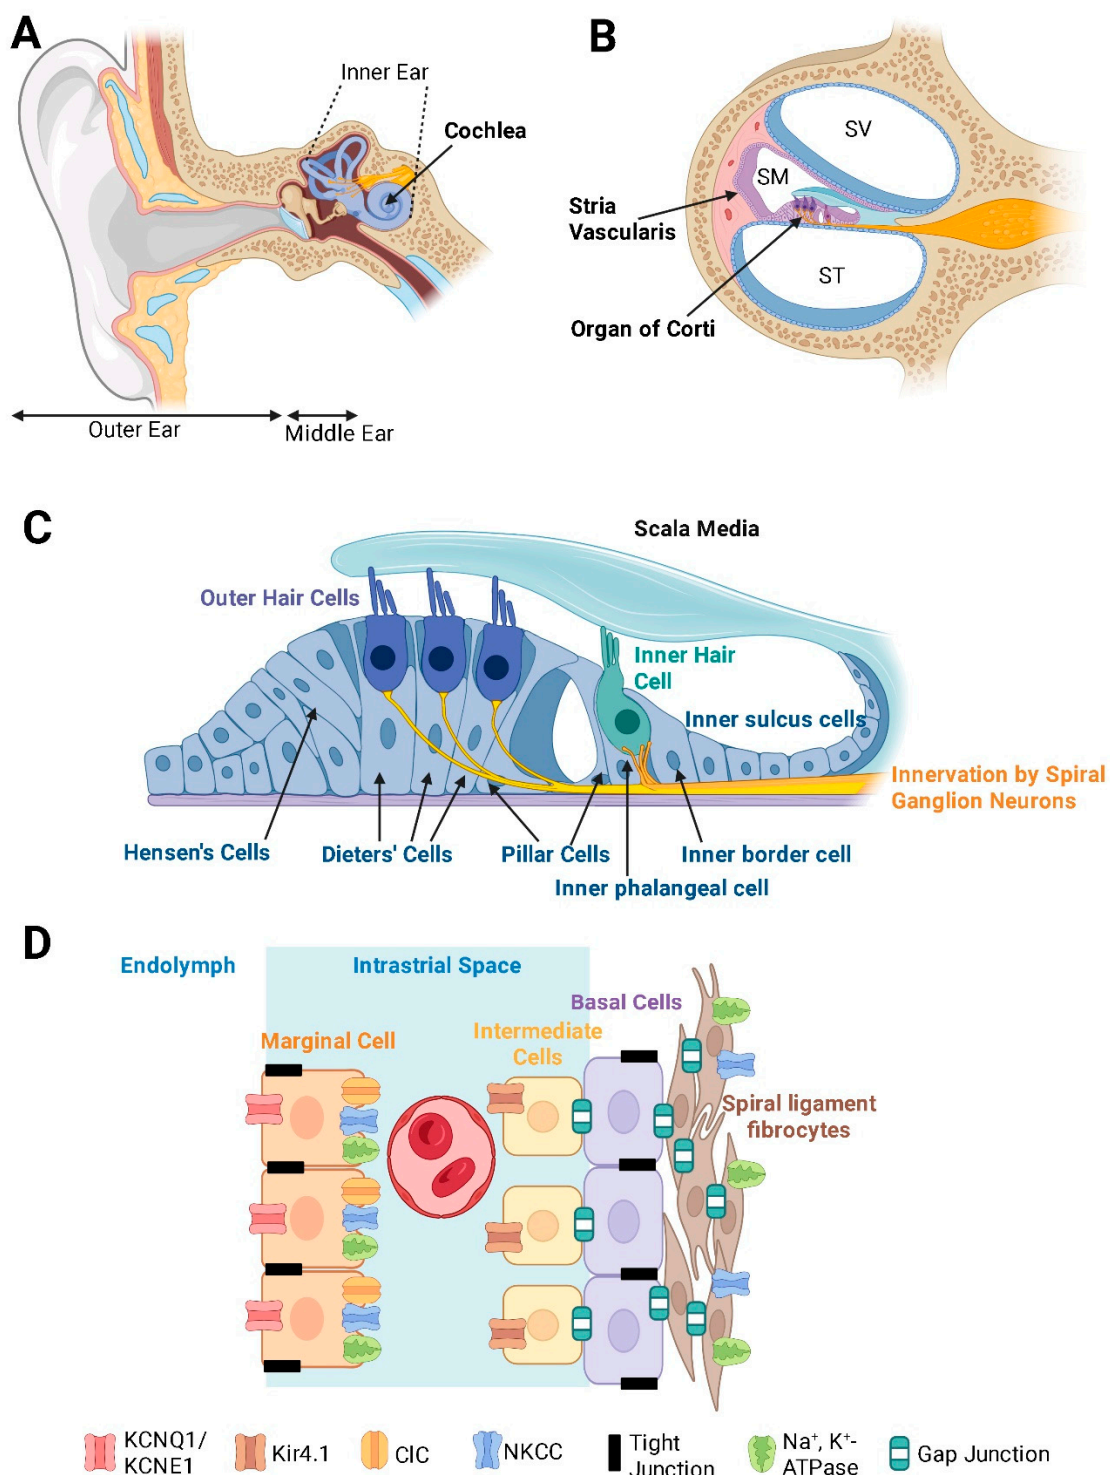 A
Inner Ear
Cochlea
Outer Ear
Middle Ear
B
SV
SM
Stria
Vascularis
ST
Organ of Corti
C
Scala Media
Outer Hair Cells
Inner Hair
Cell
Inner sulcus cells
Innervation by Spiral
Ganglion Neurons
Hensen's Cells
Dieters' Cells
Pillar Cells
Inner border cell
Inner phalangeal cell
D
Endolymph
Intrastrial Space
Basal Cells
Marginal Cell
Intermediate
Cells
Spiral ligament
fibrocytes
KCNQ1/
KCNE1
Kir4.1
ClC
NKCC
Tight
Junction
Na⁺, K⁺-
ATPase
Gap Junction